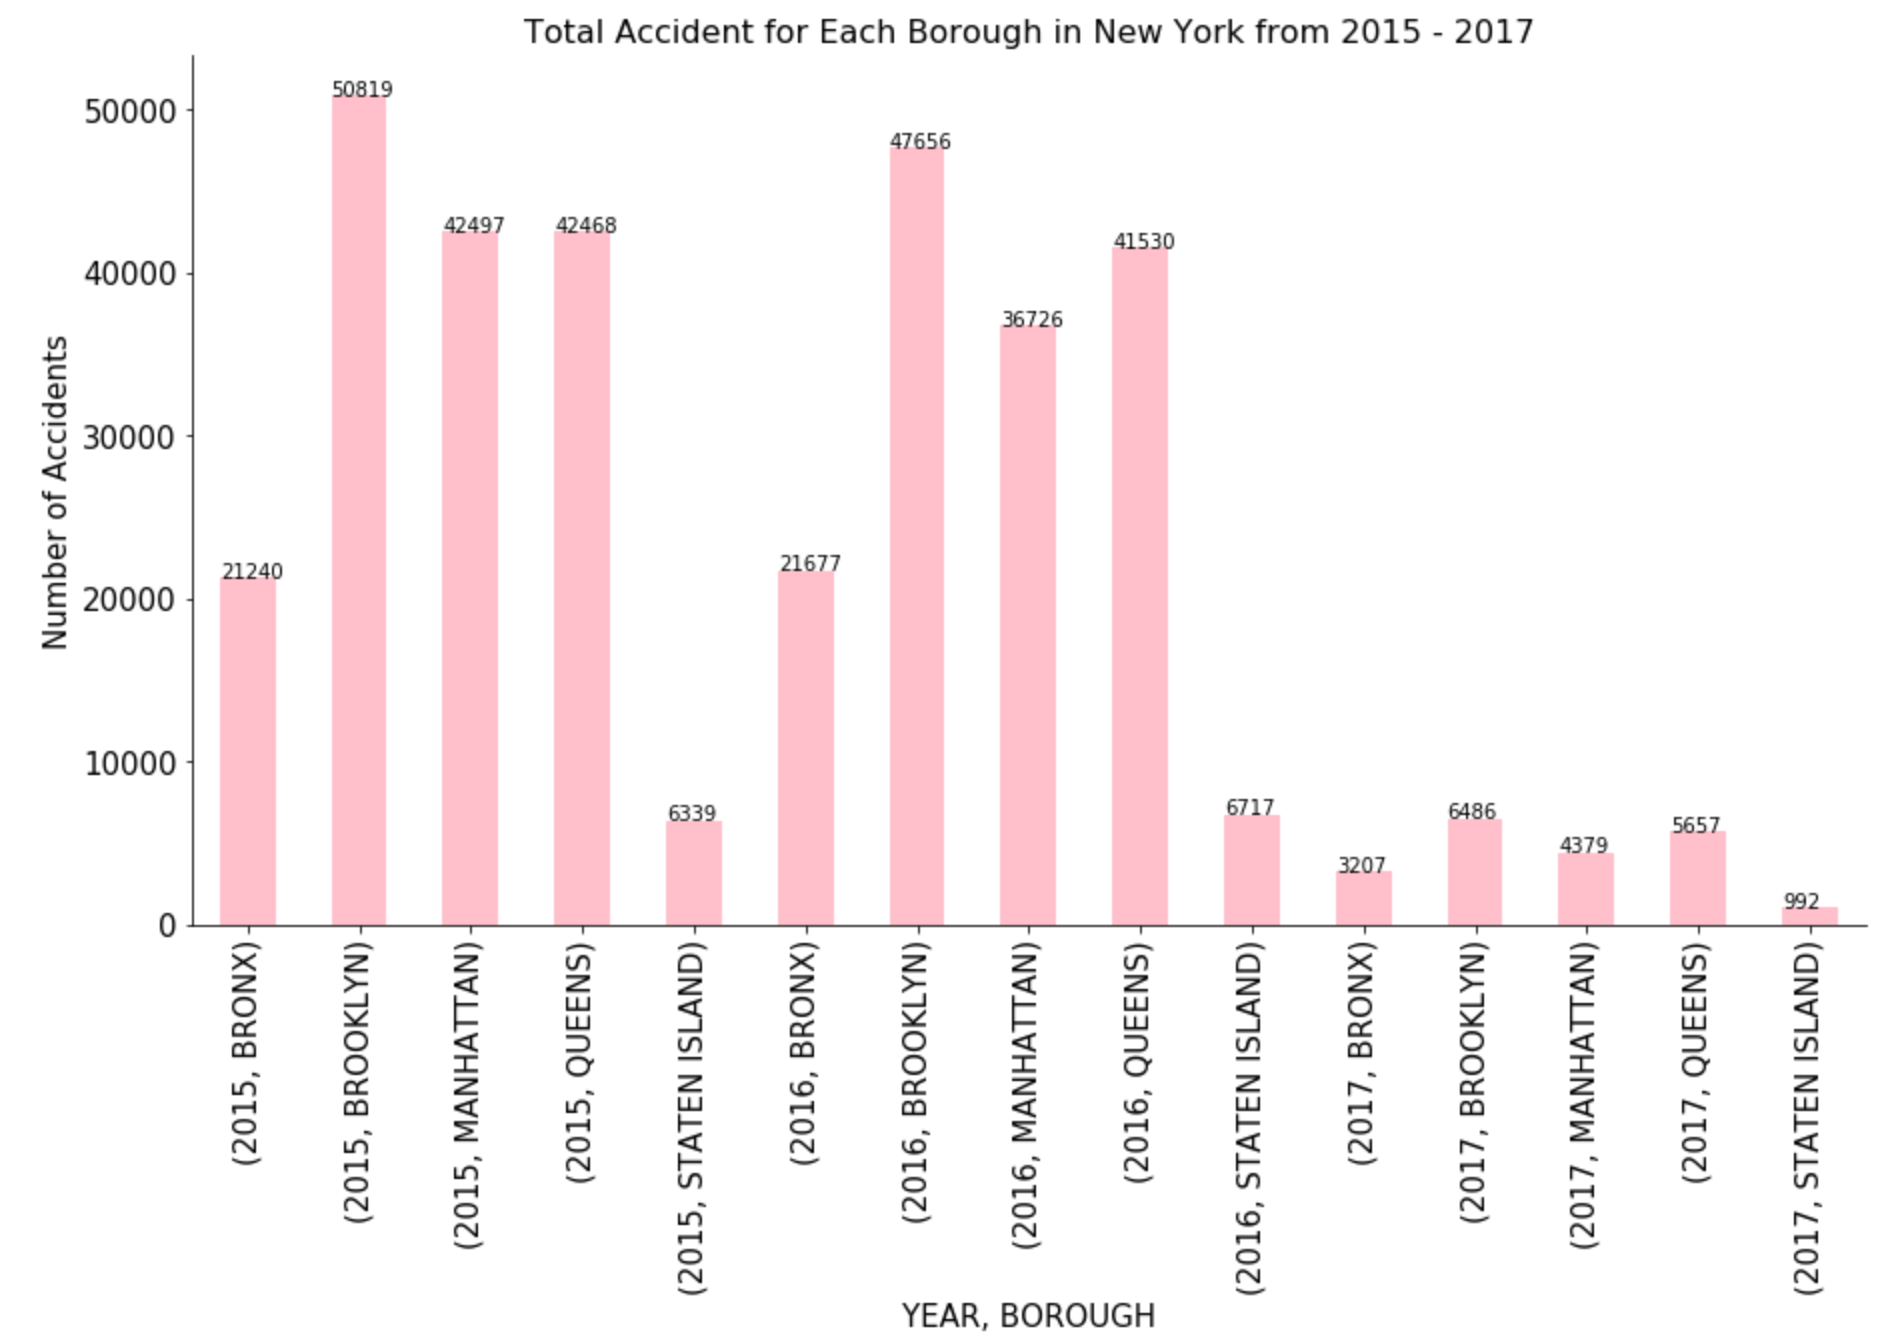 Total Accident for Each Borough in New York from 2015 - 2017
Number of Accidents
50000
40000
30000
20000
10000
0
21240
50819
42497
42468
6339
21677
47656
36726
41530
6717
3207
6486
4379
5657
992
(2015, BRONX)
(2015, BROOKLYN)
(2015, MANHATTAN)
(2015, QUEENS)
(2015, STATEN ISLAND)
(2016, BRONX)
(2016, BROOKLYN)
(2016, MANHATTAN)
(2016, QUEENS)
(2016, STATEN ISLAND)
(2017, BRONX)
(2017, BROOKLYN)
(2017, MANHATTAN)
(2017, QUEENS)
(2017, STATEN ISLAND)
YEAR, BOROUGH